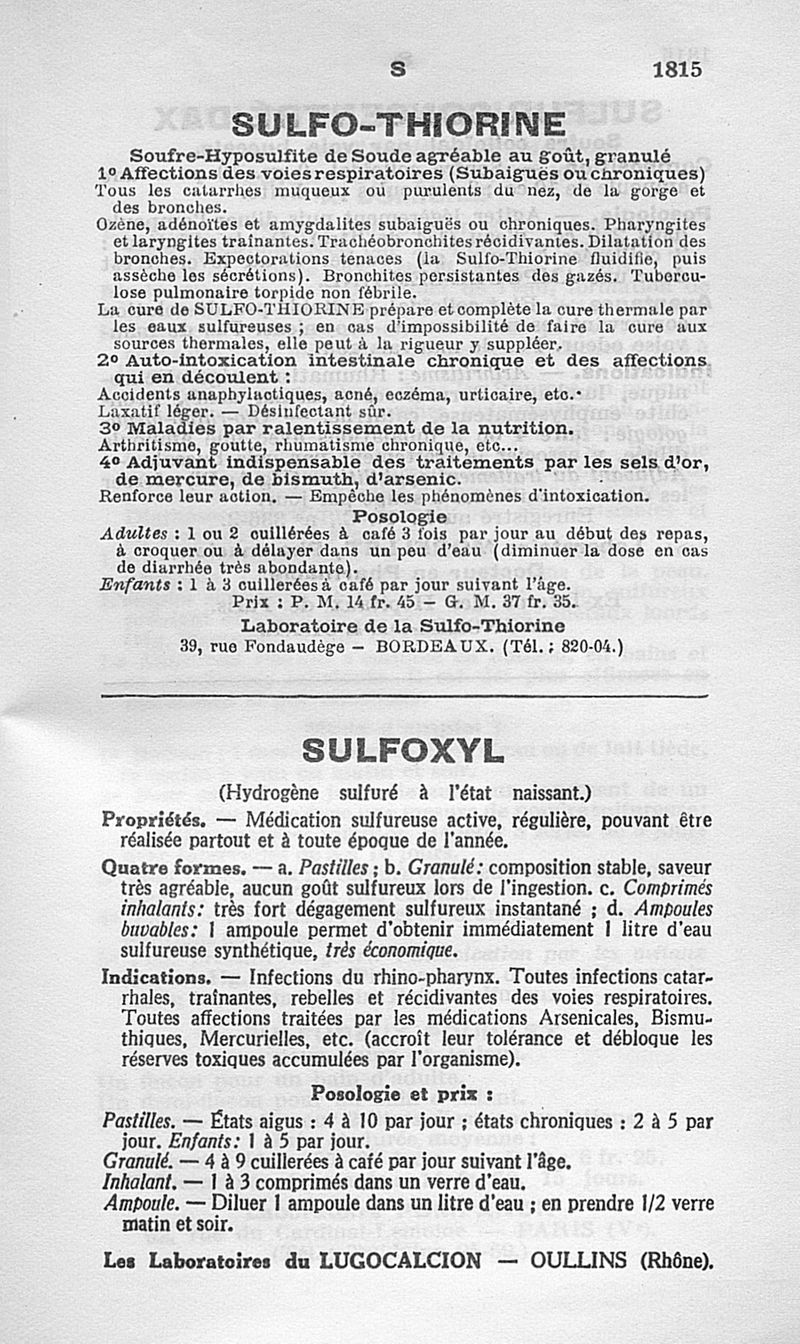 S 1815
SULFO-THIORINE
Soufre-Hyposulfite de Soude agréable au goût, granulé
1º Affections des voies respiratoires (Subaiguës ou chroniques)
Tous les catarrhes muqueux ou purulents du nez, de la gorge et
des bronches.
Ozène, adénoïtes et amygdalites subaiguës ou chroniques. Pharyngites
et laryngites traînantes. Trachéobronchites récidivantes. Dilatation des
bronches. Expectorations tenaces (la Sulfo-Thiorine fluidifie, puis
assèche les sécrétions). Bronchites persistantes des gazés. Tubercu-
lose pulmonaire torpide non fébrile.
La cure de SULFO-THIORINE prépare et complète la cure thermale par
les eaux sulfureuses ; en cas d'impossibilité de faire la cure aux
sources thermales, elle peut à la rigueur y suppléer.
2º Auto-intoxication intestinale chronique et des affections
qui en découlent :
Accidents anaphylactiques, acné, eczéma, urticaire, etc.
Laxatif léger. — Désinfectant sûr.
3º Maladies par ralentissement de la nutrition.
Arthritisme, goutte, rhumatisme chronique, etc...
4º Adjuvant indispensable des traitements par les sels d'or,
de mercure, de bismuth, d'arsenic.
Renforce leur action. — Empêche les phénomènes d'intoxication.
Posologie
Adultes : 1 ou 2 cuillérées à café 3 fois par jour au début des repas,
à croquer ou à délayer dans un peu d'eau (diminuer la dose en cas
de diarrhée très abondante).
Enfants : 1 à 3 cuillerées à café par jour suivant l'âge.
Prix : P. M. 14 fr. 45 — G. M. 37 fr. 35.
Laboratoire de la Sulfo-Thiorine
39, rue Fondaudège — BORDEAUX. (Tél. : 820-04.)
SULFOXYL
(Hydrogène sulfuré à l'état naissant.)
Propriétés. — Médication sulfureuse active, régulière, pouvant être
réalisée partout et à toute époque de l'année.
Quatre formes. — a. Pastilles ; b. Granulé : composition stable, saveur
très agréable, aucun goût sulfureux lors de l'ingestion. c. Comprimés
inhalants : très fort dégagement sulfureux instantané ; d. Ampoules
buvables : 1 ampoule permet d'obtenir immédiatement 1 litre d'eau
sulfureuse synthétique, très économique.
Indications. — Infections du rhino-pharynx. Toutes infections catar-
rhales, traînantes, rebelles et récidivantes des voies respiratoires.
Toutes affections traitées par les médications Arsenicales, Bismu-
thiques, Mercurielles, etc. (accroît leur tolérance et débloque les
réserves toxiques accumulées par l'organisme).
Posologie et prix :
Pastilles. — États aigus : 4 à 10 par jour ; états chroniques : 2 à 5 par
jour. Enfants : 1 à 5 par jour.
Granulé. — 4 à 9 cuillerées à café par jour suivant l'âge.
Inhalant. — 1 à 3 comprimés dans un verre d'eau.
Ampoule. — Diluer 1 ampoule dans un litre d'eau ; en prendre 1/2 verre
matin et soir.
Les Laboratoires du LUGOCALCION — OULLINS (Rhône).